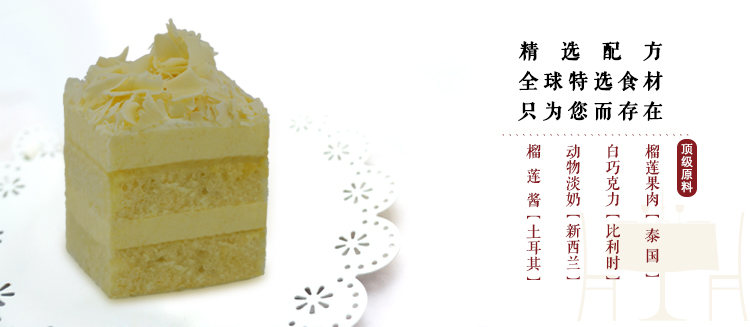 精选配方
全球特选食材
只为您而存在
顶级原料
榴莲果肉【泰国】
白巧克力【比利时】
动物淡奶【新西兰】
榴莲酱【土耳其】